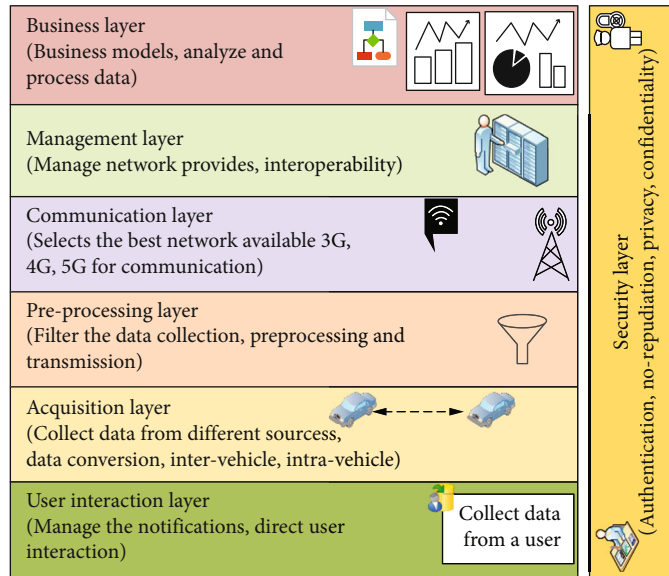 Business layer
(Business models, analyze and
process data)
Management layer
(Manage network provides, interoperability)
Communication layer
(Selects the best network available 3G,
4G, 5G for communication)
Pre-processing layer
(Filter the data collection, preprocessing and
transmission)
Acquisition layer
(Collect data from different sourcess,
data conversion, inter-vehicle, intra-vehicle)
User interaction layer
(Manage the notifications, direct user
interaction)
Collect data
from a user
Security layer
(Authentication, no-repudiation, privacy, confidentiality)